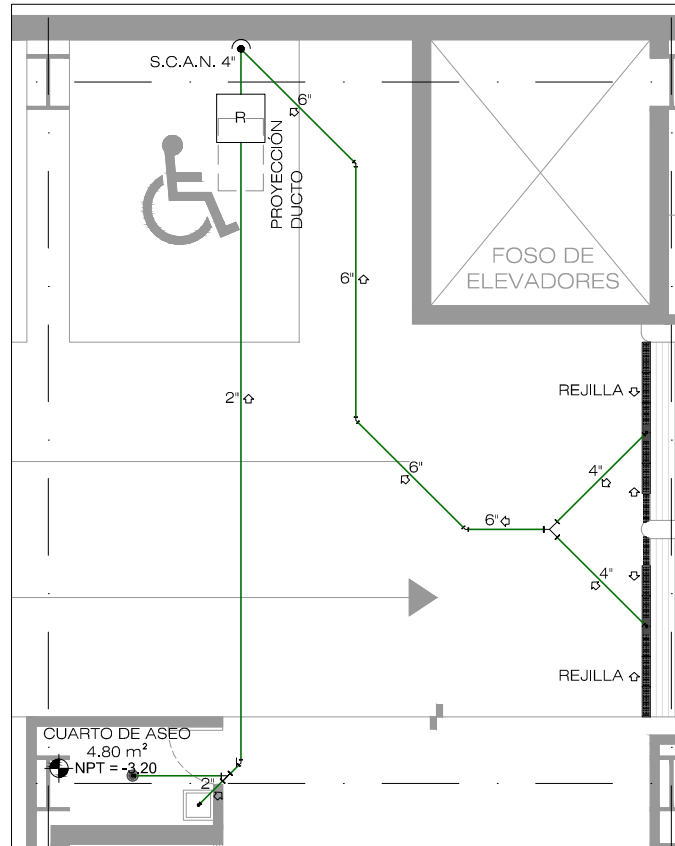 S.C.A.N. 4"
6"
R
PROYECCIÓN
DUCTO
FOSO DE
ELEVADORES
6"
2"
REJILLA
6"
4"
6"
4"
REJILLA
CUARTO DE ASEO
4.80 m²
NPT = -3.20
2"